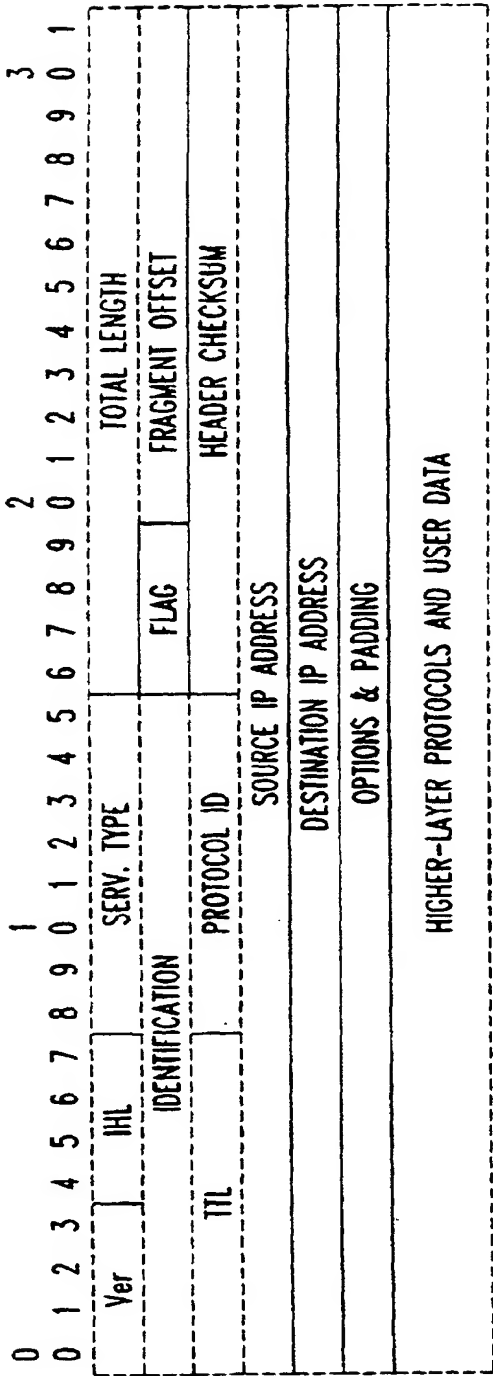 0 1 2 3
0 1 2 3 4 5 6 7 8 9 0 1 2 3 4 5 6 7 8 9 0 1 2 3 4 5 6 7 8 9 0 1
Ver IHL SERV. TYPE TOTAL LENGTH
IDENTIFICATION FLAG FRAGMENT OFFSET
TTL PROTOCOL ID HEADER CHECKSUM
SOURCE IP ADDRESS
DESTINATION IP ADDRESS
OPTIONS & PADDING
HIGHER-LAYER PROTOCOLS AND USER DATA